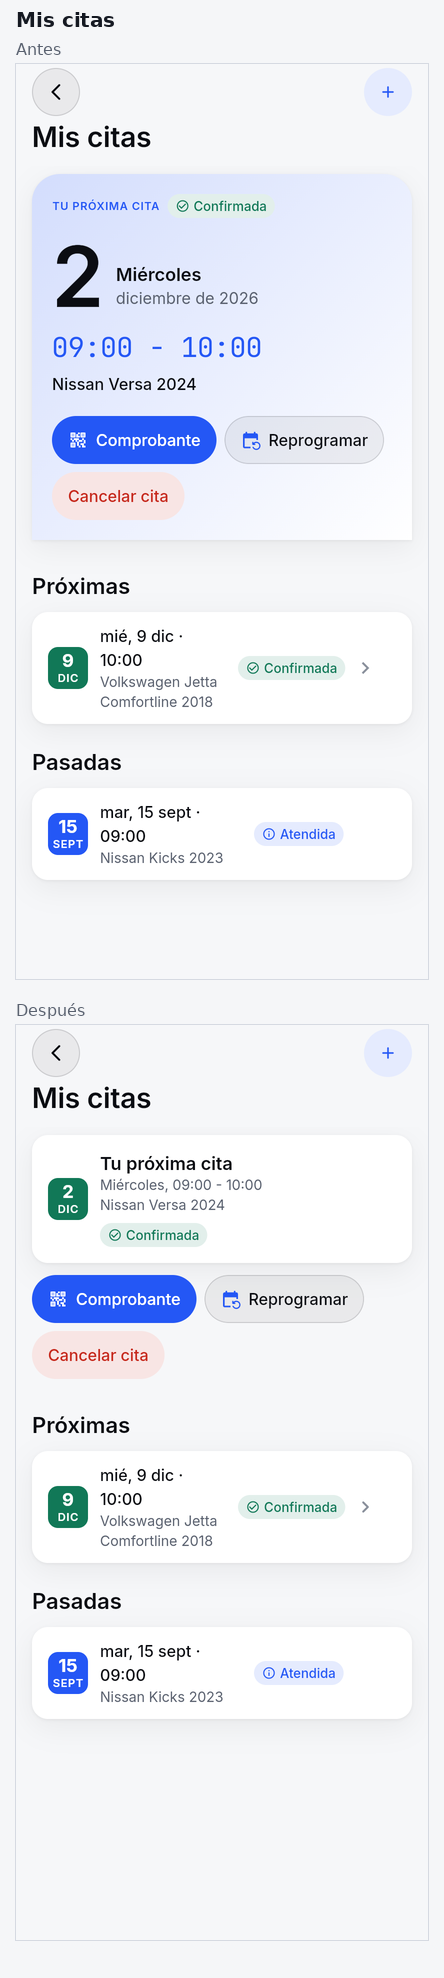 Mis citas
Antes
Mis citas
TU PRÓXIMA CITA Confirmada
2 Miércoles
diciembre de 2026
09:00 - 10:00
Nissan Versa 2024
Comprobante Reprogramar
Cancelar cita
Próximas
9 DIC
mié, 9 dic ·
10:00
Volkswagen Jetta
Comfortline 2018
Confirmada
Pasadas
15 SEPT
mar, 15 sept ·
09:00
Nissan Kicks 2023
Atendida
Después
Mis citas
2 DIC
Tu próxima cita
Miércoles, 09:00 - 10:00
Nissan Versa 2024
Confirmada
Comprobante Reprogramar
Cancelar cita
Próximas
9 DIC
mié, 9 dic ·
10:00
Volkswagen Jetta
Comfortline 2018
Confirmada
Pasadas
15 SEPT
mar, 15 sept ·
09:00
Nissan Kicks 2023
Atendida